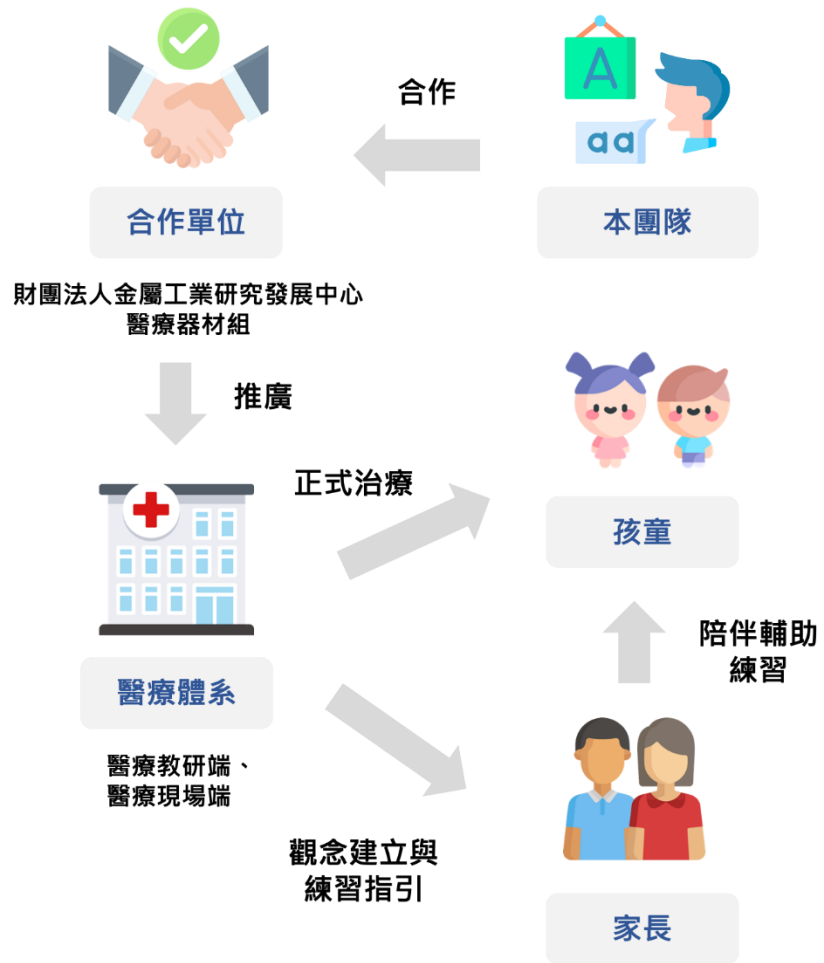 合作
A
aa
合作單位
本團隊
財團法人金屬工業研究發展中心
醫療器材組
推廣
正式治療
孩童
陪伴輔助
練習
醫療體系
醫療教研端、
醫療現場端
觀念建立與
練習指引
家長